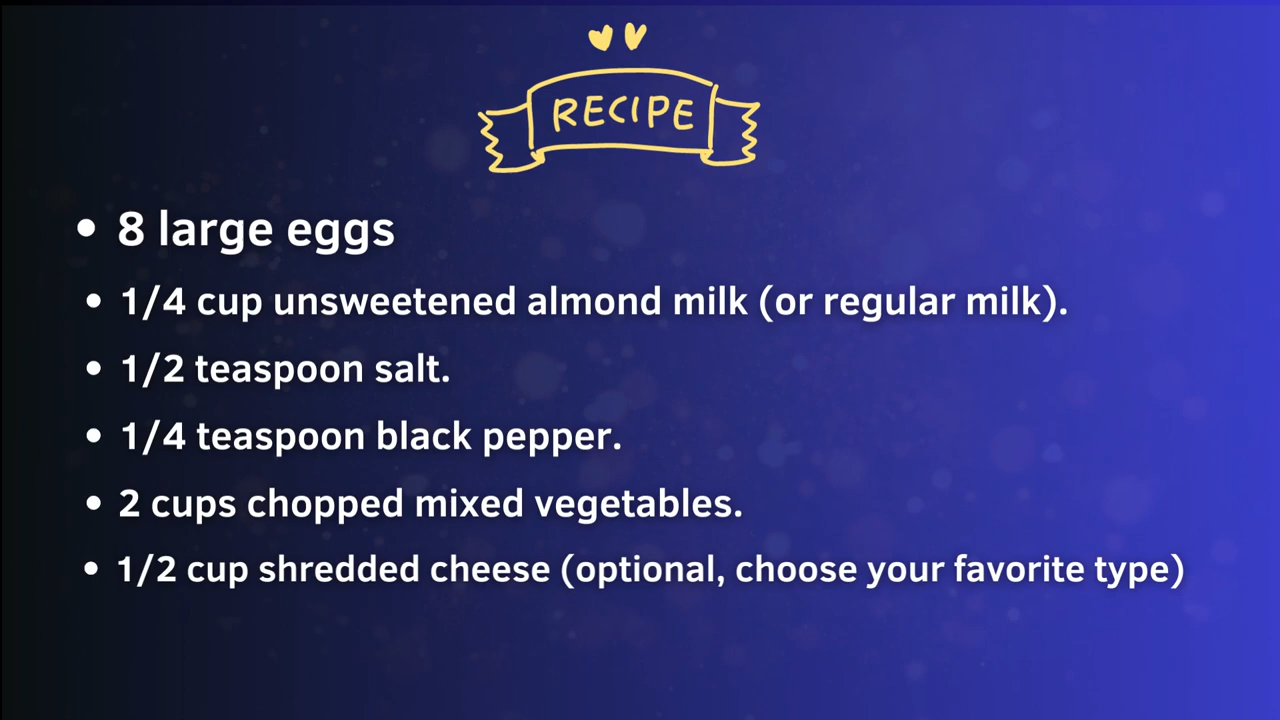 RECIPE
• 8 large eggs
• 1/4 cup unsweetened almond milk (or regular milk).
• 1/2 teaspoon salt.
• 1/4 teaspoon black pepper.
• 2 cups chopped mixed vegetables.
• 1/2 cup shredded cheese (optional, choose your favorite type)